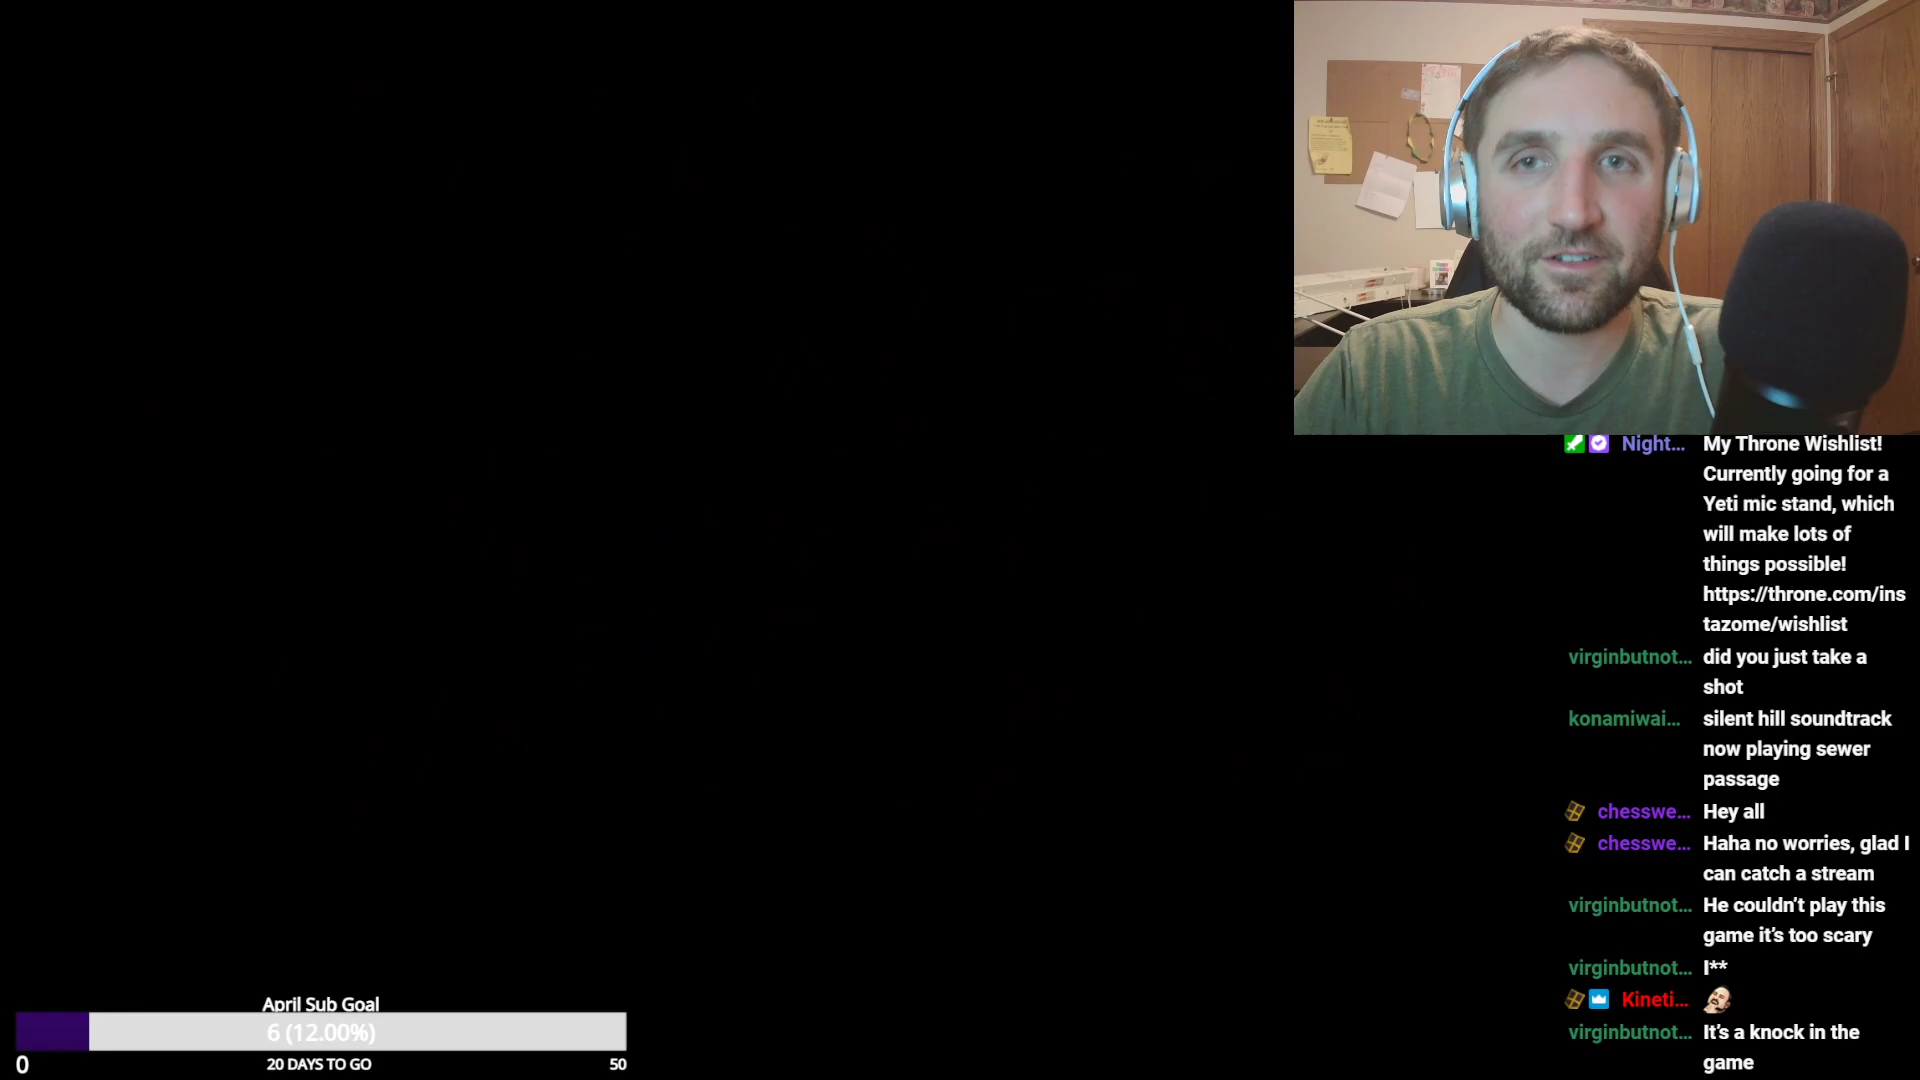 Night... My Throne Wishlist!
Currently going for a
Yeti mic stand, which
will make lots of
things possible!
https://throne.com/ins
tazome/wishlist
virginbutnot... did you just take a
shot
konamiwai... silent hill soundtrack
now playing sewer
passage
chesswe... Hey all
chesswe... Haha no worries, glad I
can catch a stream
virginbutnot... He couldn't play this
game it's too scary
virginbutnot... I**
Kineti...
virginbutnot... It's a knock in the
game
April Sub Goal
6 (12.00%)
0 20 DAYS TO GO 50